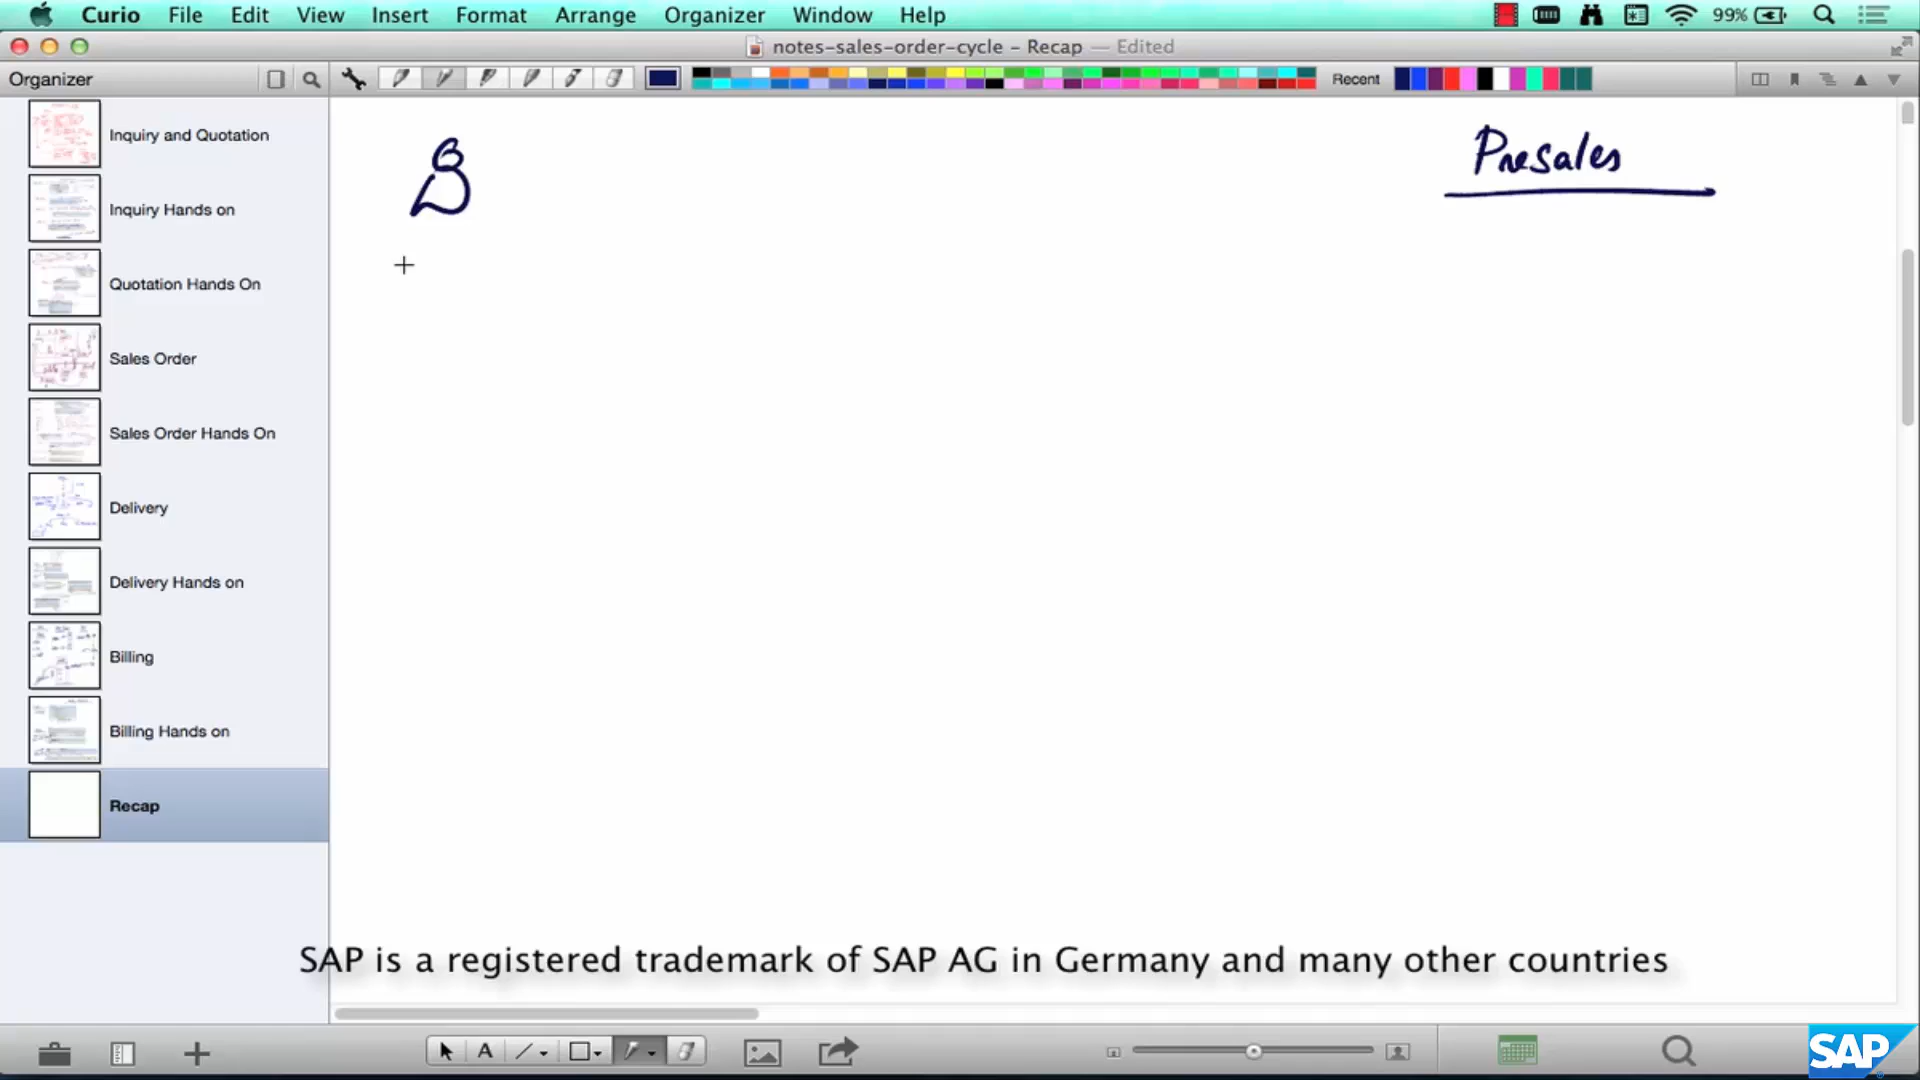 Curio File Edit View Insert Format Arrange Organizer Window Help 99%
notes-sales-order-cycle – Recap — Edited
Organizer Recent
Presales
Inquiry and Quotation
Inquiry Hands on
Quotation Hands On
Sales Order
Sales Order Hands On
Delivery
Delivery Hands on
Billing
Billing Hands on
Recap
SAP is a registered trademark of SAP AG in Germany and many other countries
A
SAP